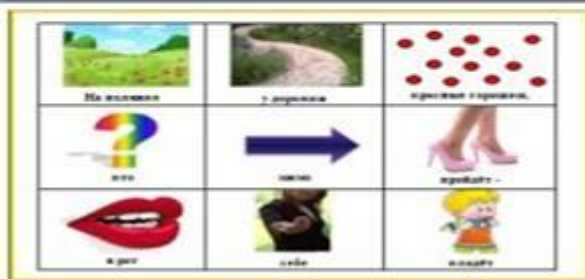 На полянке
у дорожки
красные горошки,
кто
мимо
пройдёт -
в рот
себе
кладёт